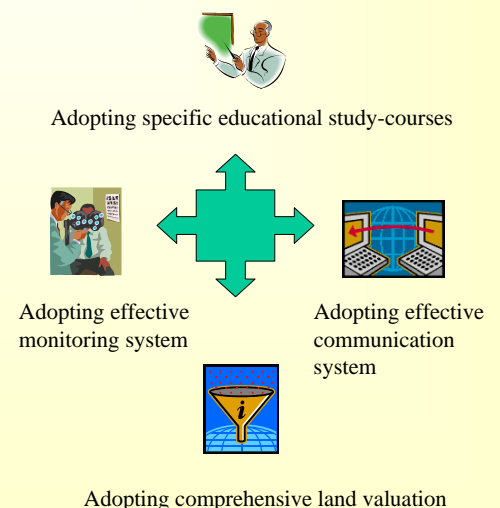 Adopting specific educational study-courses
Adopting effective
monitoring system
Adopting effective
communication
system
i
Adopting comprehensive land valuation